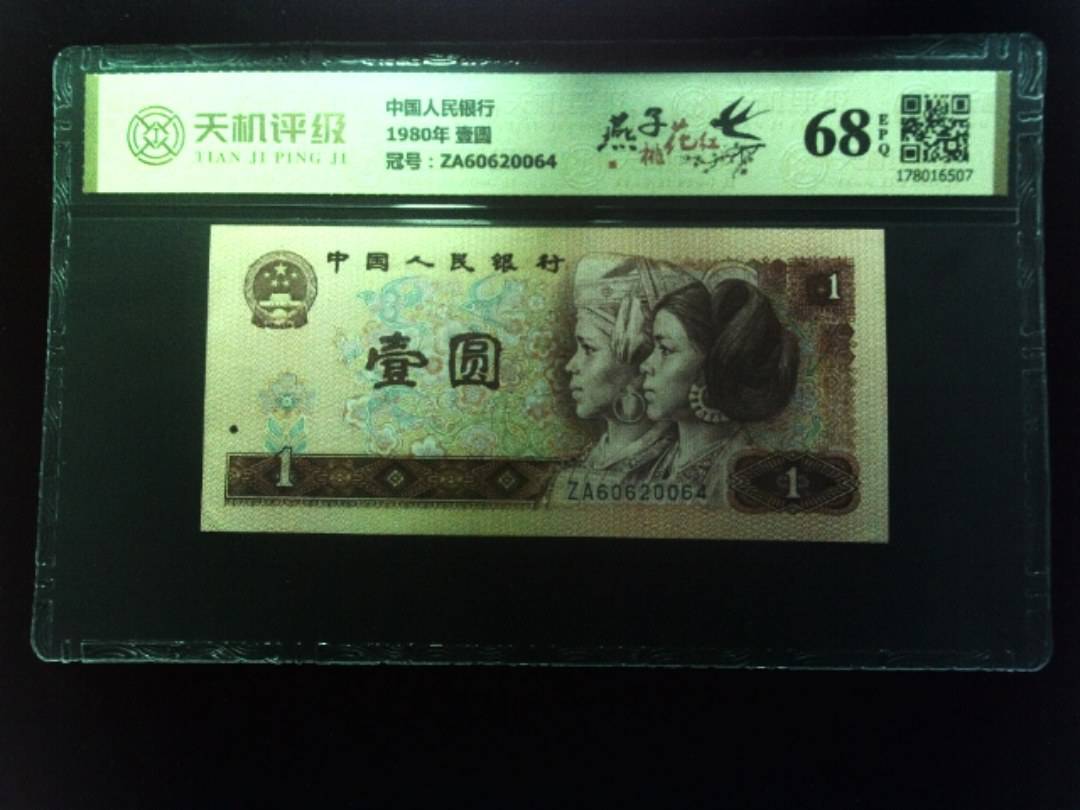 天机评级
TIAN JI PING JI
中国人民银行
1980年 壹圆
冠号：ZA60620064
燕子桃花红
68
EPQ
178016507
中国人民银行
1
壹圆
1
ZA60620064
1